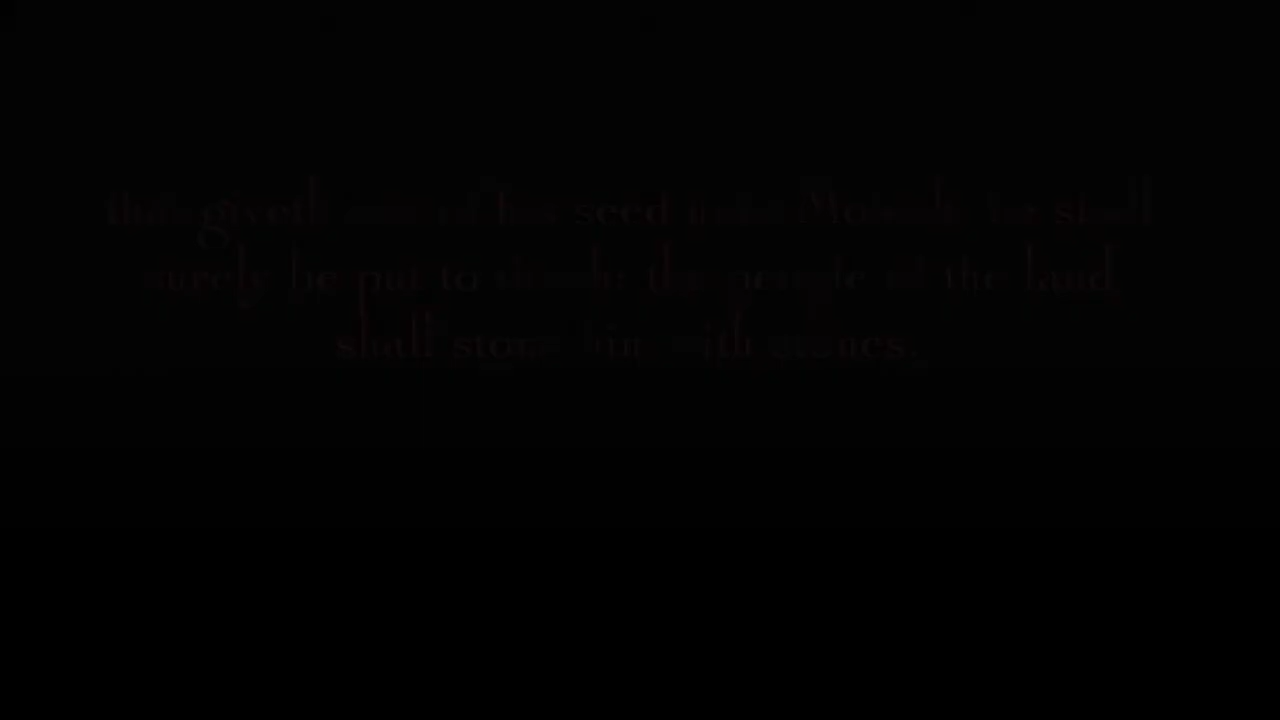 that giveth any of his seed unto Molech; he shall
surely be put to death: the people of the land
shall stone him with stones.